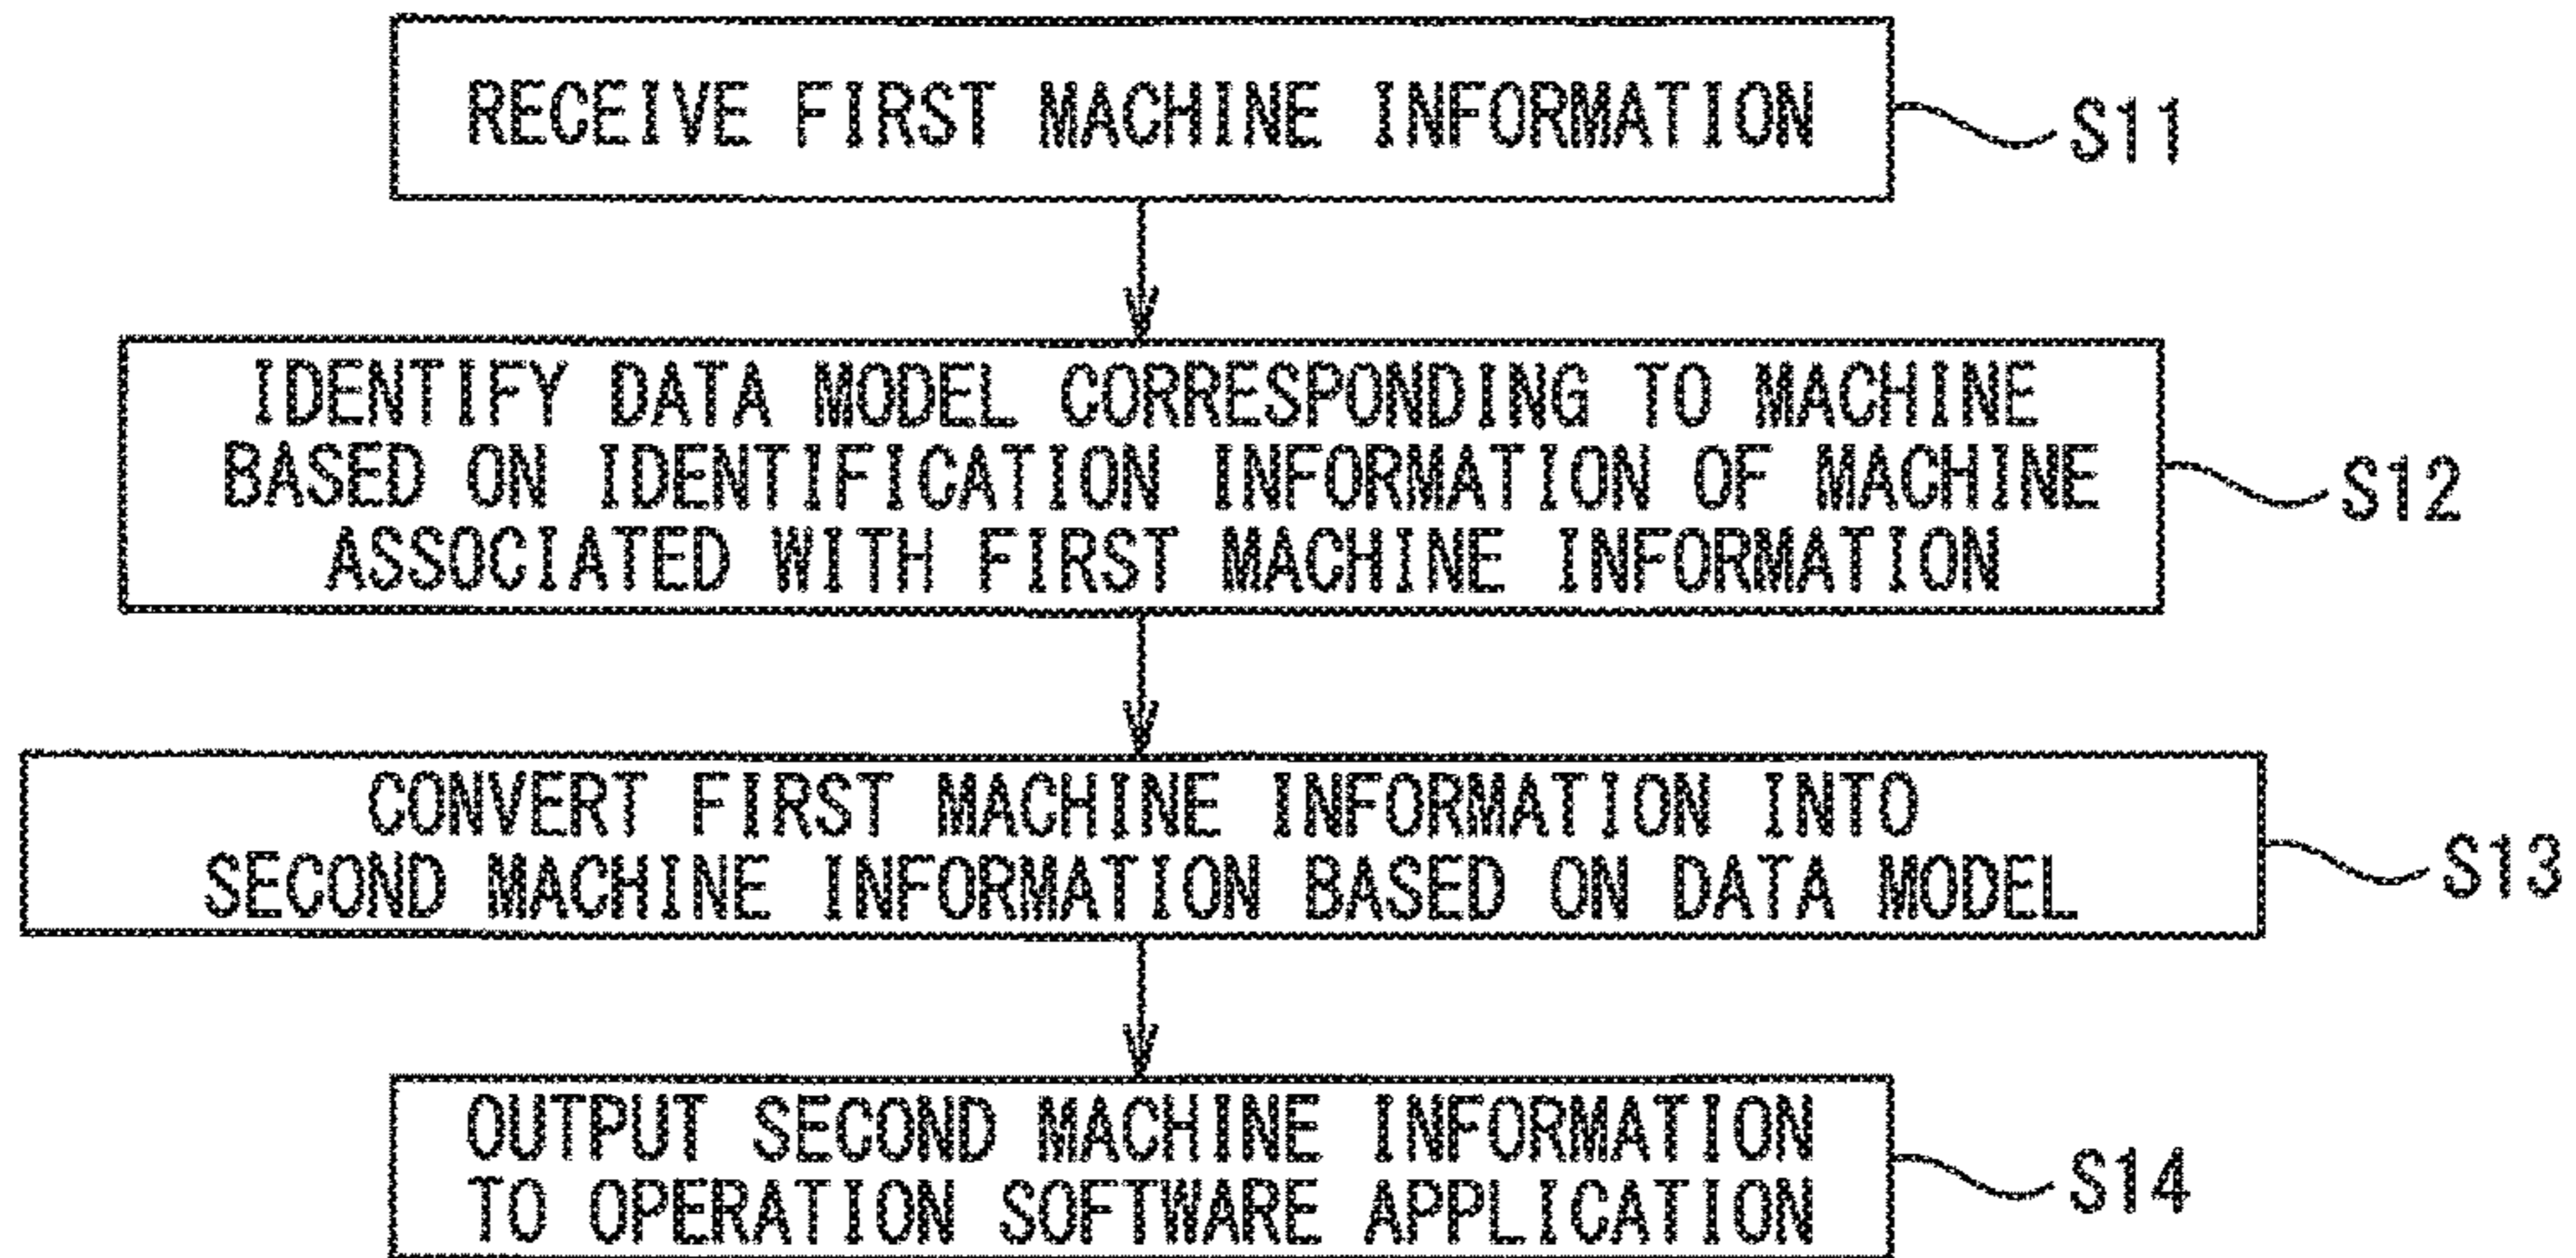 RECEIVE FIRST MACHINE INFORMATION
S11
IDENTIFY DATA MODEL CORRESPONDING TO MACHINE
BASED ON IDENTIFICATION INFORMATION OF MACHINE
ASSOCIATED WITH FIRST MACHINE INFORMATION
S12
CONVERT FIRST MACHINE INFORMATION INTO
SECOND MACHINE INFORMATION BASED ON DATA MODEL
S13
OUTPUT SECOND MACHINE INFORMATION
TO OPERATION SOFTWARE APPLICATION
S14